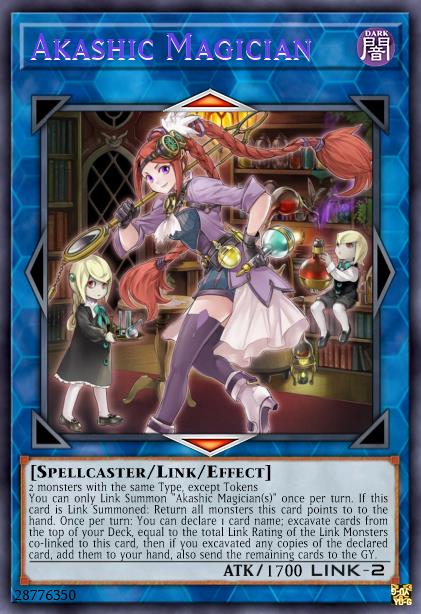 Akashic Magician
DARK
闇
[Spellcaster/Link/Effect]
2 monsters with the same Type, except Tokens
You can only Link Summon "Akashic Magician(s)" once per turn. If this
card is Link Summoned: Return all monsters this card points to to
the hand. Once per turn: You can declare 1 card name; excavate cards from
the top of your Deck, equal to the total Link Rating of the Link Monsters
co-linked to this card, then if you excavated any copies of the declared
card, add them to your hand, also send the remaining cards to the GY.
ATK/1700 LINK-2
28776350